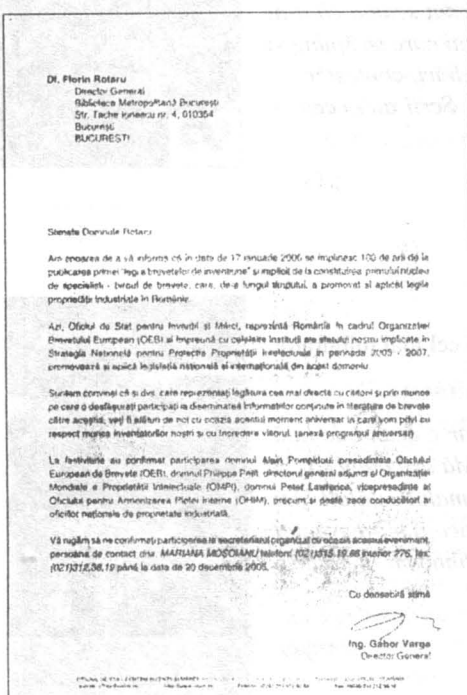 Dl. Florin Rotaru
Director General
Biblioteca Metropolitană București
Str. Tache Ionescu nr. 4, 010354
București
BUCUREȘTI
Stimate Domnule Rotaru
Am onoarea de a vă informa că în data de 17 ianuarie 2006 se împlinesc 100 de ani de la
publicarea primei "legi a brevetelor de invențiune" și implicit de la constituirea primului nucleu
de specialiști - biroul de brevete, care, de-a lungul timpului, a promovat și aplicat legile
proprietății industriale în România.
Azi, Oficiul de Stat pentru Invenții și Mărci, reprezintă România în cadrul Organizației
Brevetului European (OEB) și împreună cu celelalte instituții ale statului nostru implicate în
Strategia Națională pentru Protecția Proprietății Intelectuale în perioada 2003 - 2007,
promovează și aplică legislația națională și internațională din acest domeniu
Suntem convinși că și dvs. care reprezentați legătura cea mai directă cu cititorii și prin munca
pe care o desfășurați participați la diseminarea informațiilor conținute în literatura de brevete
către aceștia, veți fi alături de noi cu ocazia acestui moment aniversar în care vom privi cu
respect munca inventatorilor noștri și cu încredere viitorul. (anexă programul aniversar)
La festivitate au confirmat participarea domnul Alain Pompidou, președintele Oficiului
European de Brevete (OEB), domnul Philippe Petit, directorul general adjunct al Organizației
Mondiale a Proprietății Intelectuale (OMPI), domnul Peter Lawrence, vicepreședinte al
Oficiului pentru Armonizarea Pieței Interne (OHIM), precum și peste zece conducători ai
oficiilor naționale de proprietate industrială.
Vă rugăm să ne confirmați participarea la secretariatul organizat cu ocazia acestui eveniment,
persoana de contact dna. MARIANA MOȘOIANU telefon: (021)315.19.66 interior 275, fax:
(021)312.38.19 până la data de 20 decembrie 2005.
Cu deosebită stimă
Ing. Gábor Varga
Director General